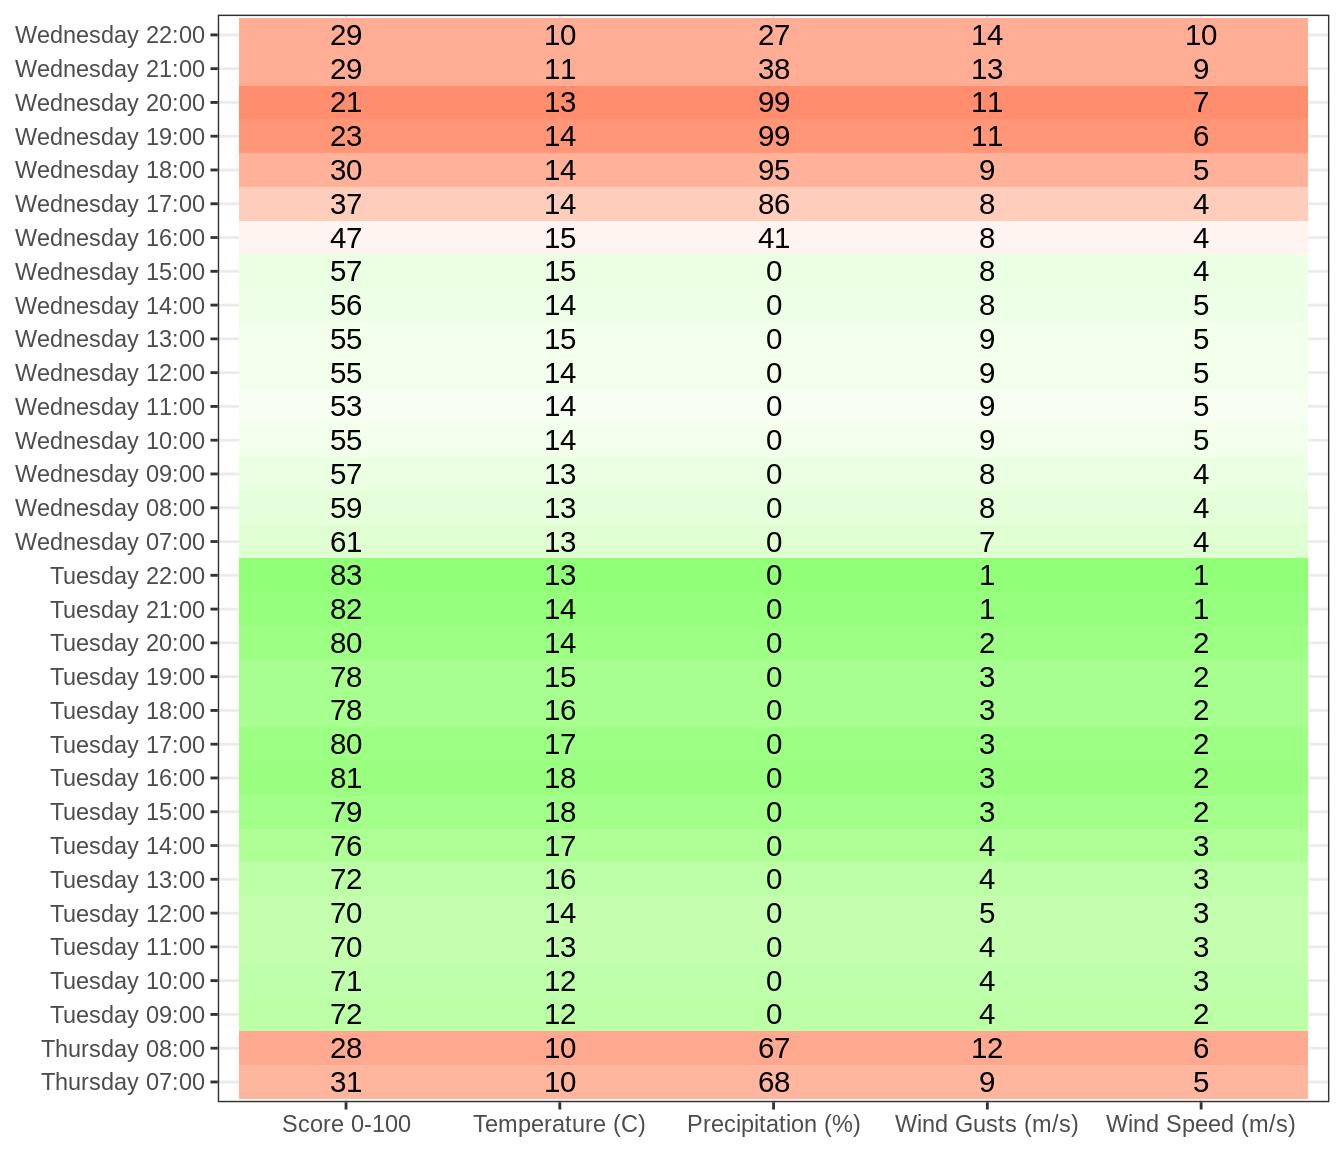 Wednesday 22:00 29 10 27 14 10
Wednesday 21:00 29 11 38 13 9
Wednesday 20:00 21 13 99 11 7
Wednesday 19:00 23 14 99 11 6
Wednesday 18:00 30 14 95 9 5
Wednesday 17:00 37 14 86 8 4
Wednesday 16:00 47 15 41 8 4
Wednesday 15:00 57 15 0 8 4
Wednesday 14:00 56 14 0 8 5
Wednesday 13:00 55 15 0 9 5
Wednesday 12:00 55 14 0 9 5
Wednesday 11:00 53 14 0 9 5
Wednesday 10:00 55 14 0 9 5
Wednesday 09:00 57 13 0 8 4
Wednesday 08:00 59 13 0 8 4
Wednesday 07:00 61 13 0 7 4
Tuesday 22:00 83 13 0 1 1
Tuesday 21:00 82 14 0 1 1
Tuesday 20:00 80 14 0 2 2
Tuesday 19:00 78 15 0 3 2
Tuesday 18:00 78 16 0 3 2
Tuesday 17:00 80 17 0 3 2
Tuesday 16:00 81 18 0 3 2
Tuesday 15:00 79 18 0 3 2
Tuesday 14:00 76 17 0 4 3
Tuesday 13:00 72 16 0 4 3
Tuesday 12:00 70 14 0 5 3
Tuesday 11:00 70 13 0 4 3
Tuesday 10:00 71 12 0 4 3
Tuesday 09:00 72 12 0 4 2
Thursday 08:00 28 10 67 12 6
Thursday 07:00 31 10 68 9 5
Score 0-100 Temperature (C) Precipitation (%) Wind Gusts (m/s) Wind Speed (m/s)